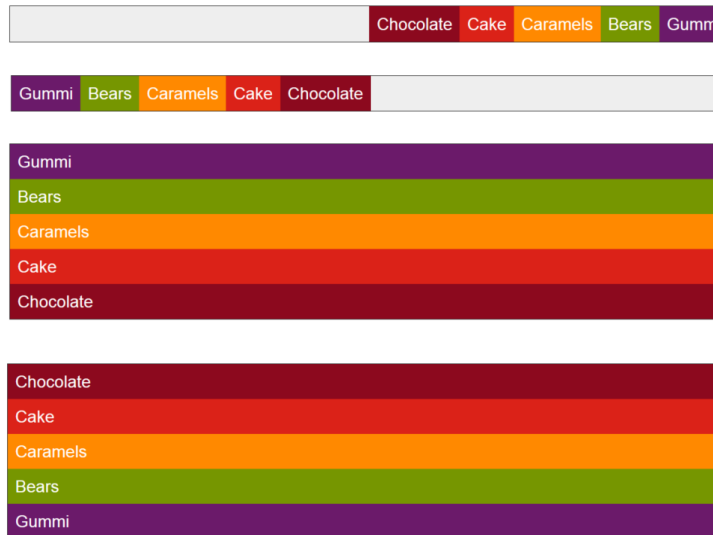 Chocolate Cake Caramels Bears Gumm
Gummi Bears Caramels Cake Chocolate
Gummi
Bears
Caramels
Cake
Chocolate
Chocolate
Cake
Caramels
Bears
Gummi